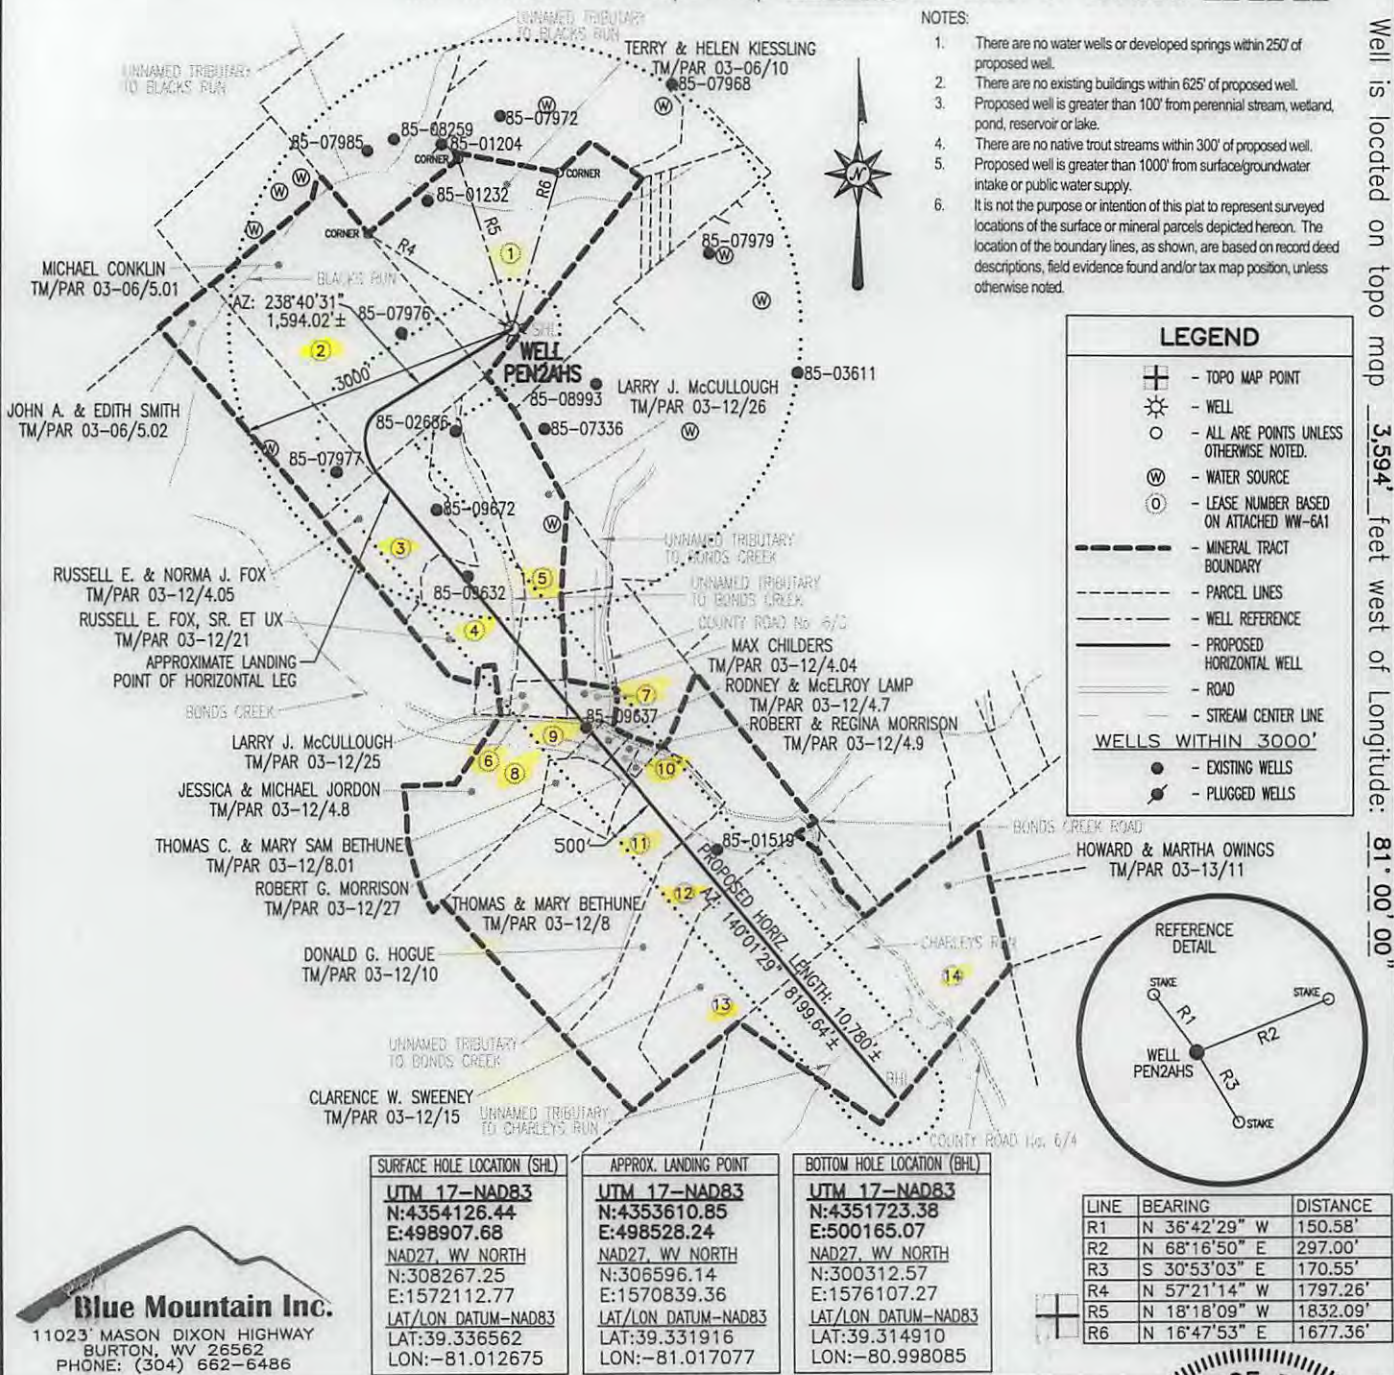 UNNAMED TRIBUTARY
TO BLACKS RUN
UNNAMED TRIBUTARY
TO BLACKS RUN
TERRY & HELEN KIESSLING
TM/PAR 03-06/10
85-07968
85-07972
85-08259
85-07985
85-01204
CORNER
CORNER
85-01232
R6
R5
CORNER
R4
1
85-07979
MICHAEL CONKLIN
TM/PAR 03-06/5.01
BLACKS RUN
AZ: 238°40'31"
1,594.02'±
85-07976
SHL
WELL
PEN2AHS
2
3000'
85-03611
85-08993
LARRY J. McCULLOUGH
TM/PAR 03-12/26
JOHN A. & EDITH SMITH
TM/PAR 03-06/5.02
85-02686
85-07336
85-07977
85-09672
UNNAMED TRIBUTARY
TO BONDS CREEK
3
RUSSELL E. & NORMA J. FOX
TM/PAR 03-12/4.05
85-09632
5
UNNAMED TRIBUTARY
TO BONDS CREEK
RUSSELL E. FOX, SR. ET UX
TM/PAR 03-12/21
4
COUNTY ROAD No. 6/3
APPROXIMATE LANDING
POINT OF HORIZONTAL LEG
MAX CHILDERS
TM/PAR 03-12/4.04
RODNEY & McELROY LAMP
TM/PAR 03-12/4.7
7
BONDS CREEK
85-09637
ROBERT & REGINA MORRISON
TM/PAR 03-12/4.9
LARRY J. McCULLOUGH
TM/PAR 03-12/25
9
6
8
10
JESSICA & MICHAEL JORDON
TM/PAR 03-12/4.8
THOMAS C. & MARY SAM BETHUNE
TM/PAR 03-12/8.01
500'
11
85-01519
BONDS CREEK ROAD
HOWARD & MARTHA OWINGS
TM/PAR 03-13/11
ROBERT G. MORRISON
TM/PAR 03-12/27
THOMAS & MARY BETHUNE
TM/PAR 03-12/8
12
PROPOSED HORIZ. LENGTH: 10,780'±
AZ: 140°01'29" 8199.64'±
DONALD G. HOGUE
TM/PAR 03-12/10
CHARLEYS RUN
14
13
UNNAMED TRIBUTARY
TO BONDS CREEK
BHL
CLARENCE W. SWEENEY
TM/PAR 03-12/15
UNNAMED TRIBUTARY
TO CHARLEYS RUN
COUNTY ROAD No. 6/4
NOTES:
1. There are no water wells or developed springs within 250' of
proposed well.
2. There are no existing buildings within 625' of proposed well.
3. Proposed well is greater than 100' from perennial stream, wetland,
pond, reservoir or lake.
4. There are no native trout streams within 300' of proposed well.
5. Proposed well is greater than 1000' from surface/groundwater
intake or public water supply.
6. It is not the purpose or intention of this plat to represent surveyed
locations of the surface or mineral parcels depicted hereon. The
location of the boundary lines, as shown, are based on record deed
descriptions, field evidence found and/or tax map position, unless
otherwise noted.
N
LEGEND
- TOPO MAP POINT
- WELL
- ALL ARE POINTS UNLESS
OTHERWISE NOTED.
W - WATER SOURCE
0 - LEASE NUMBER BASED
ON ATTACHED WW-6A1
- MINERAL TRACT
BOUNDARY
- PARCEL LINES
- WELL REFERENCE
- PROPOSED
HORIZONTAL WELL
- ROAD
- STREAM CENTER LINE
WELLS WITHIN 3000'
- EXISTING WELLS
- PLUGGED WELLS
Well is located on topo map 3,594' feet west of Longitude: 81° 00' 00"
REFERENCE
DETAIL
STAKE
STAKE
R1
R2
WELL
PEN2AHS
R3
STAKE
LINE BEARING DISTANCE
R1 N 36°42'29" W 150.58'
R2 N 68°16'50" E 297.00'
R3 S 30°53'03" E 170.55'
R4 N 57°21'14" W 1797.26'
R5 N 18°18'09" W 1832.09'
R6 N 16°47'53" E 1677.36'
SURFACE HOLE LOCATION (SHL)
UTM 17-NAD83
N:4354126.44
E:498907.68
NAD27, WV NORTH
N:308267.25
E:1572112.77
LAT/LON DATUM-NAD83
LAT:39.336562
LON:-81.012675
APPROX. LANDING POINT
UTM 17-NAD83
N:4353610.85
E:498528.24
NAD27, WV NORTH
N:306596.14
E:1570839.36
LAT/LON DATUM-NAD83
LAT:39.331916
LON:-81.017077
BOTTOM HOLE LOCATION (BHL)
UTM 17-NAD83
N:4351723.38
E:500165.07
NAD27, WV NORTH
N:300312.57
E:1576107.27
LAT/LON DATUM-NAD83
LAT:39.314910
LON:-80.998085
Blue Mountain Inc.
11023 MASON DIXON HIGHWAY
BURTON, WV 26562
PHONE: (304) 662-6486